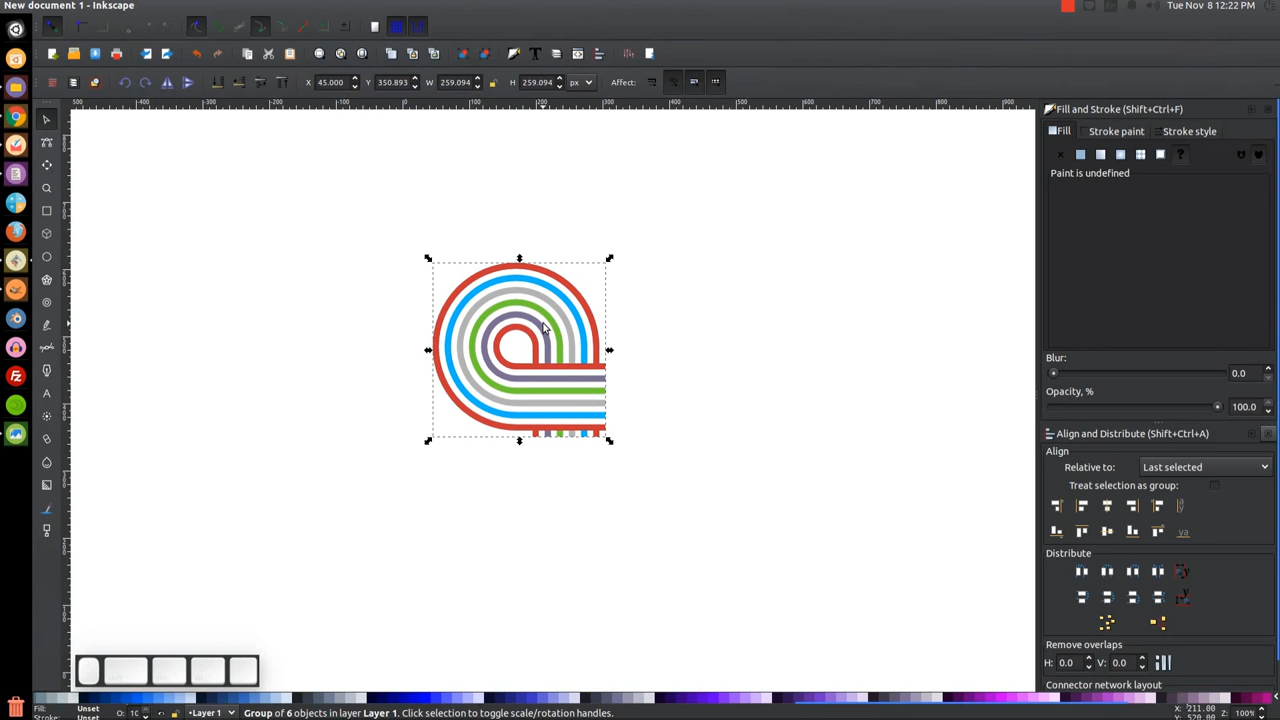 New document 1 - Inkscape
Tue Nov 8 12:22 PM
X 45.000 Y 350.893 W 259.094 H 259.094 px Affect:
Fill and Stroke (Shift+Ctrl+F)
Fill Stroke paint Stroke style
Paint is undefined
Blur:
0.0
Opacity, %
100.0
Align and Distribute (Shift+Ctrl+A)
Align
Relative to: Last selected
Treat selection as group:
Distribute
Remove overlaps
H: 0.0 V: 0.0
Connector network layout
Fill: Unset
Stroke: Unset
O: 10
Layer 1
Group of 6 objects in layer Layer 1. Click selection to toggle scale/rotation handles.
X: 211.00
Y: 520.00
Z: 100%